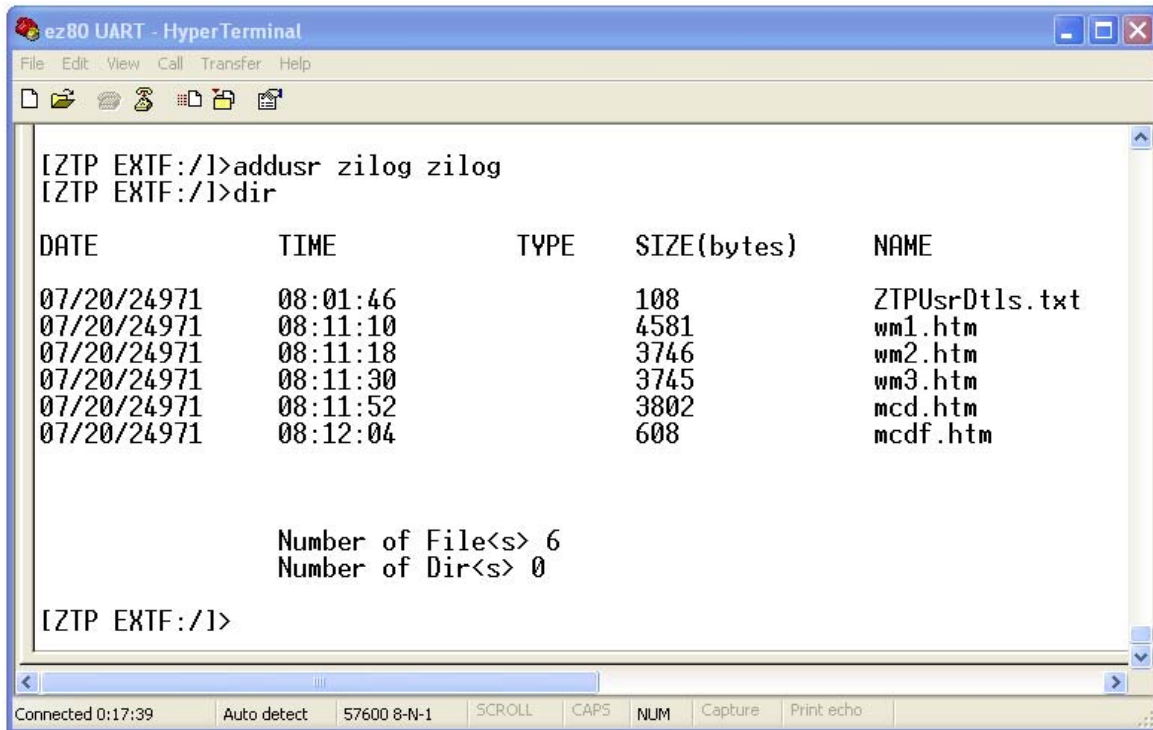 ez80 UART - HyperTerminal
File Edit View Call Transfer Help
[ZTP EXTF:/]>addusr zilog zilog
[ZTP EXTF:/]>dir
DATE TIME TYPE SIZE(bytes) NAME
07/20/24971 08:01:46 108 ZTPUsrDtls.txt
07/20/24971 08:11:10 4581 wm1.htm
07/20/24971 08:11:18 3746 wm2.htm
07/20/24971 08:11:30 3745 wm3.htm
07/20/24971 08:11:52 3802 mcd.htm
07/20/24971 08:12:04 608 mcdf.htm
Number of File<s> 6
Number of Dir<s> 0
[ZTP EXTF:/]>
Connected 0:17:39 Auto detect 57600 8-N-1 SCROLL CAPS NUM Capture Print echo